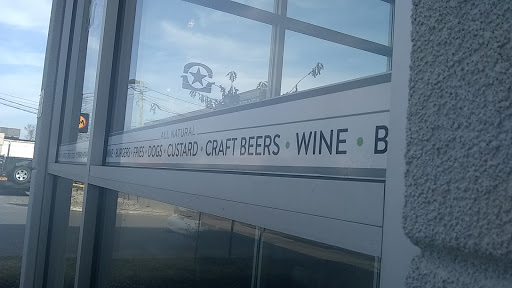 ALL NATURAL
BURGERS • FRIES • DOGS • CUSTARD • CRAFT BEERS • WINE • B